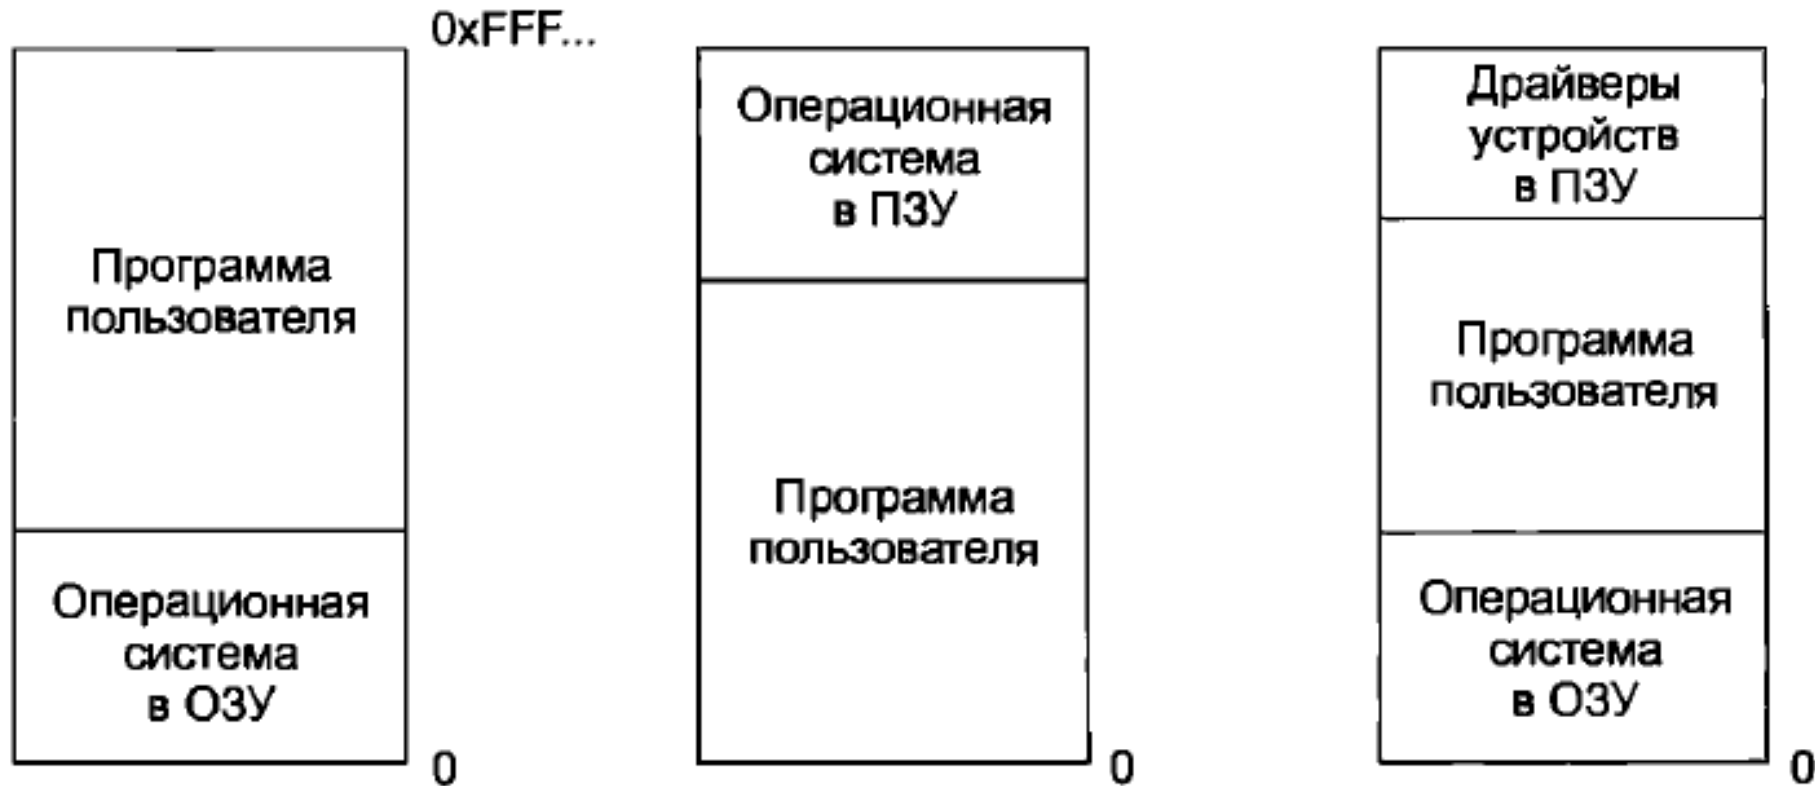 0xFFF...
Программа
пользователя
Операционная
система
в ОЗУ
0
Операционная
система
в ПЗУ
Программа
пользователя
0
Драйверы
устройств
в ПЗУ
Программа
пользователя
Операционная
система
в ОЗУ
0